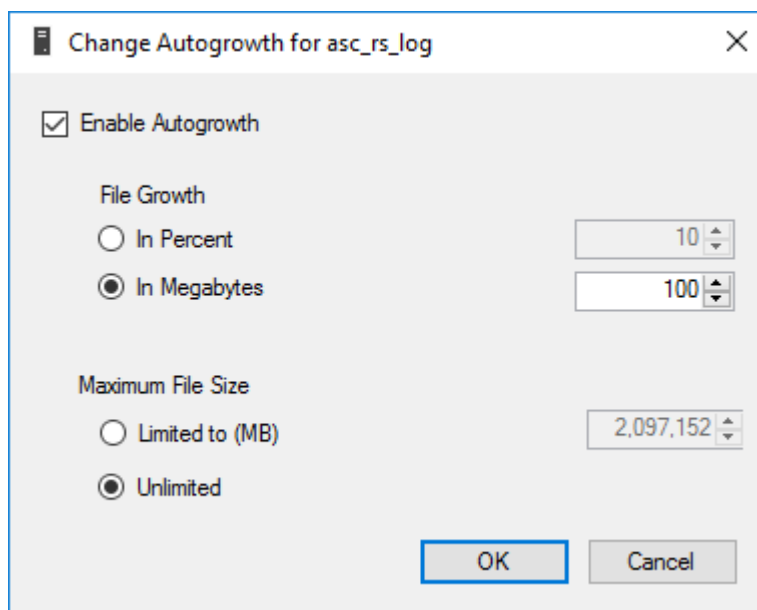 Change Autogrowth for asc_rs_log
Enable Autogrowth
File Growth
In Percent 10
In Megabytes 100
Maximum File Size
Limited to (MB) 2,097,152
Unlimited
OK Cancel